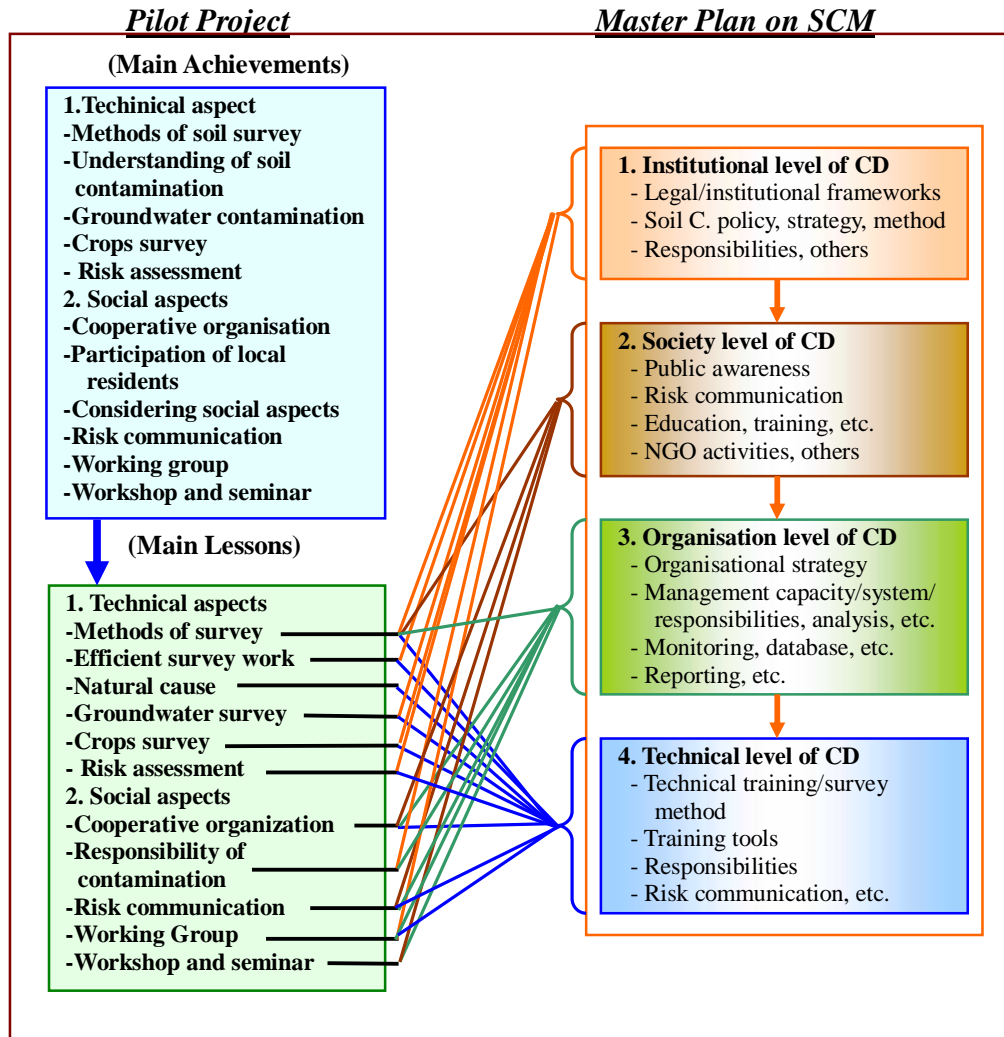 Pilot Project
(Main Achievements)
1.Techinical aspect
-Methods of soil survey
-Understanding of soil
contamination
-Groundwater contamination
-Crops survey
- Risk assessment
2. Social aspects
-Cooperative organisation
-Participation of local
residents
-Considering social aspects
-Risk communication
-Working group
-Workshop and seminar
(Main Lessons)
1. Technical aspects
-Methods of survey
-Efficient survey work
-Natural cause
-Groundwater survey
-Crops survey
- Risk assessment
2. Social aspects
-Cooperative organization
-Responsibility of
contamination
-Risk communication
-Working Group
-Workshop and seminar
Master Plan on SCM
1. Institutional level of CD
- Legal/institutional frameworks
- Soil C. policy, strategy, method
- Responsibilities, others
2. Society level of CD
- Public awareness
- Risk communication
- Education, training, etc.
- NGO activities, others
3. Organisation level of CD
- Organisational strategy
- Management capacity/system/
responsibilities, analysis, etc.
- Monitoring, database, etc.
- Reporting, etc.
4. Technical level of CD
- Technical training/survey
method
- Training tools
- Responsibilities
- Risk communication, etc.